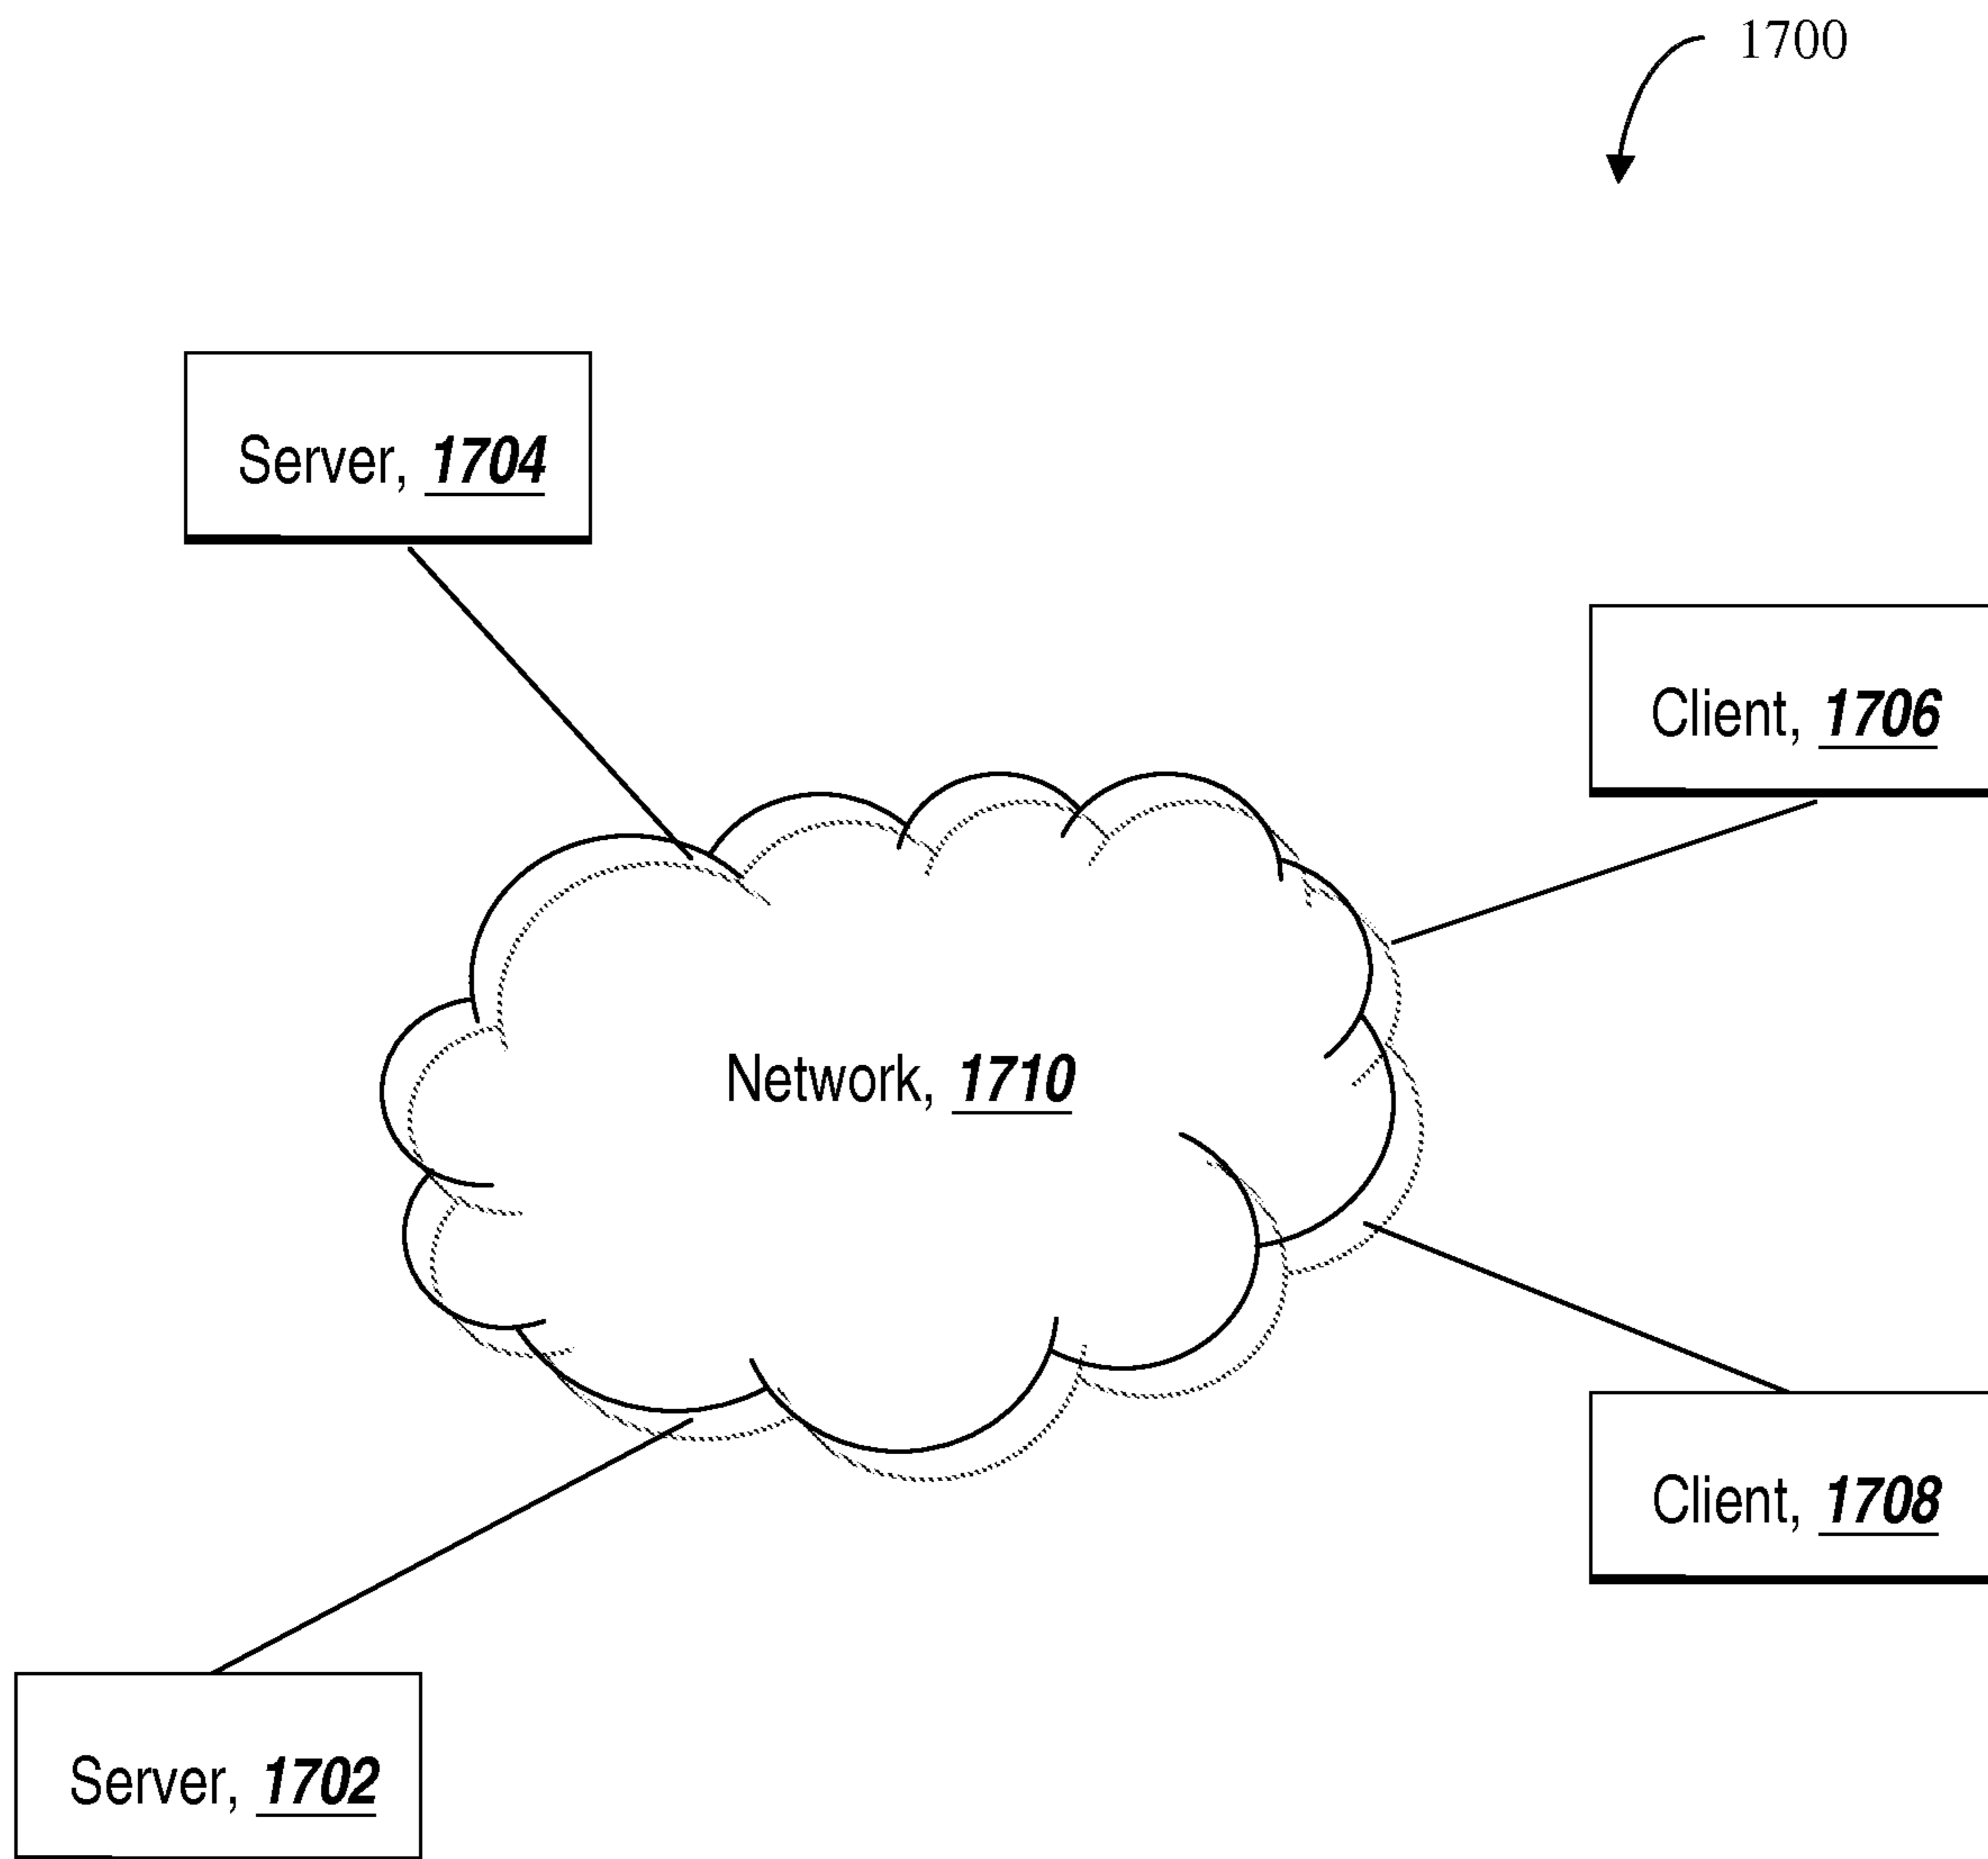 1700
Server, 1704
Client, 1706
Network, 1710
Client, 1708
Server, 1702